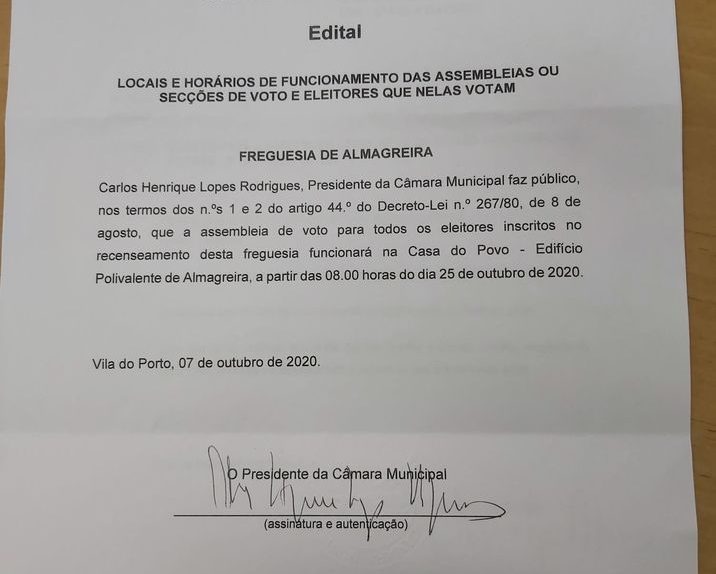 Edital
LOCAIS E HORÁRIOS DE FUNCIONAMENTO DAS ASSEMBLEIAS OU
SECÇÕES DE VOTO E ELEITORES QUE NELAS VOTAM
FREGUESIA DE ALMAGREIRA
Carlos Henrique Lopes Rodrigues, Presidente da Câmara Municipal faz público,
nos termos dos n.ºs 1 e 2 do artigo 44.º do Decreto-Lei n.º 267/80, de 8 de
agosto, que a assembleia de voto para todos os eleitores inscritos no
recenseamento desta freguesia funcionará na Casa do Povo - Edifício
Polivalente de Almagreira, a partir das 08.00 horas do dia 25 de outubro de 2020.
Vila do Porto, 07 de outubro de 2020.
O Presidente da Câmara Municipal
(assinatura e autenticação)